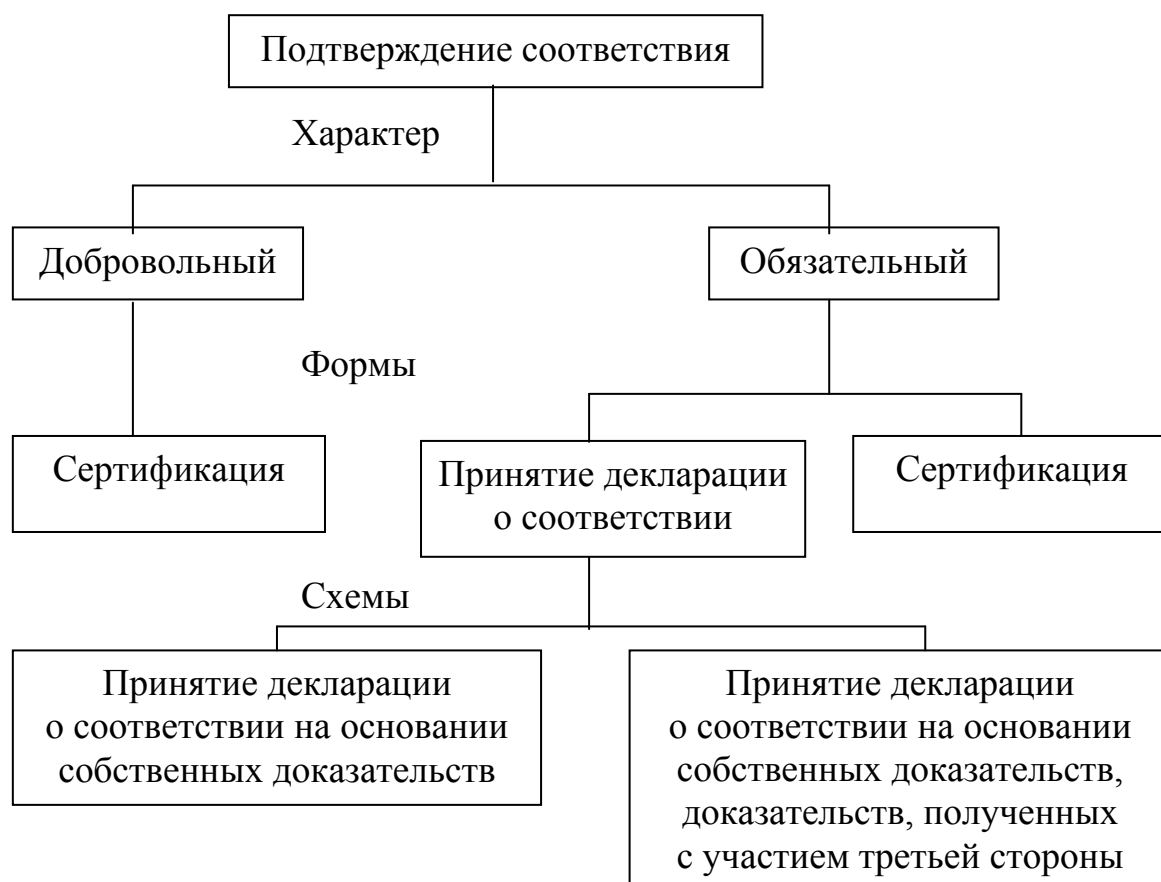 Подтверждение соответствия
Характер
Добровольный
Обязательный
Формы
Сертификация
Принятие декларации
о соответствии
Сертификация
Схемы
Принятие декларации
о соответствии на основании
собственных доказательств
Принятие декларации
о соответствии на основании
собственных доказательств,
доказательств, полученных
с участием третьей стороны